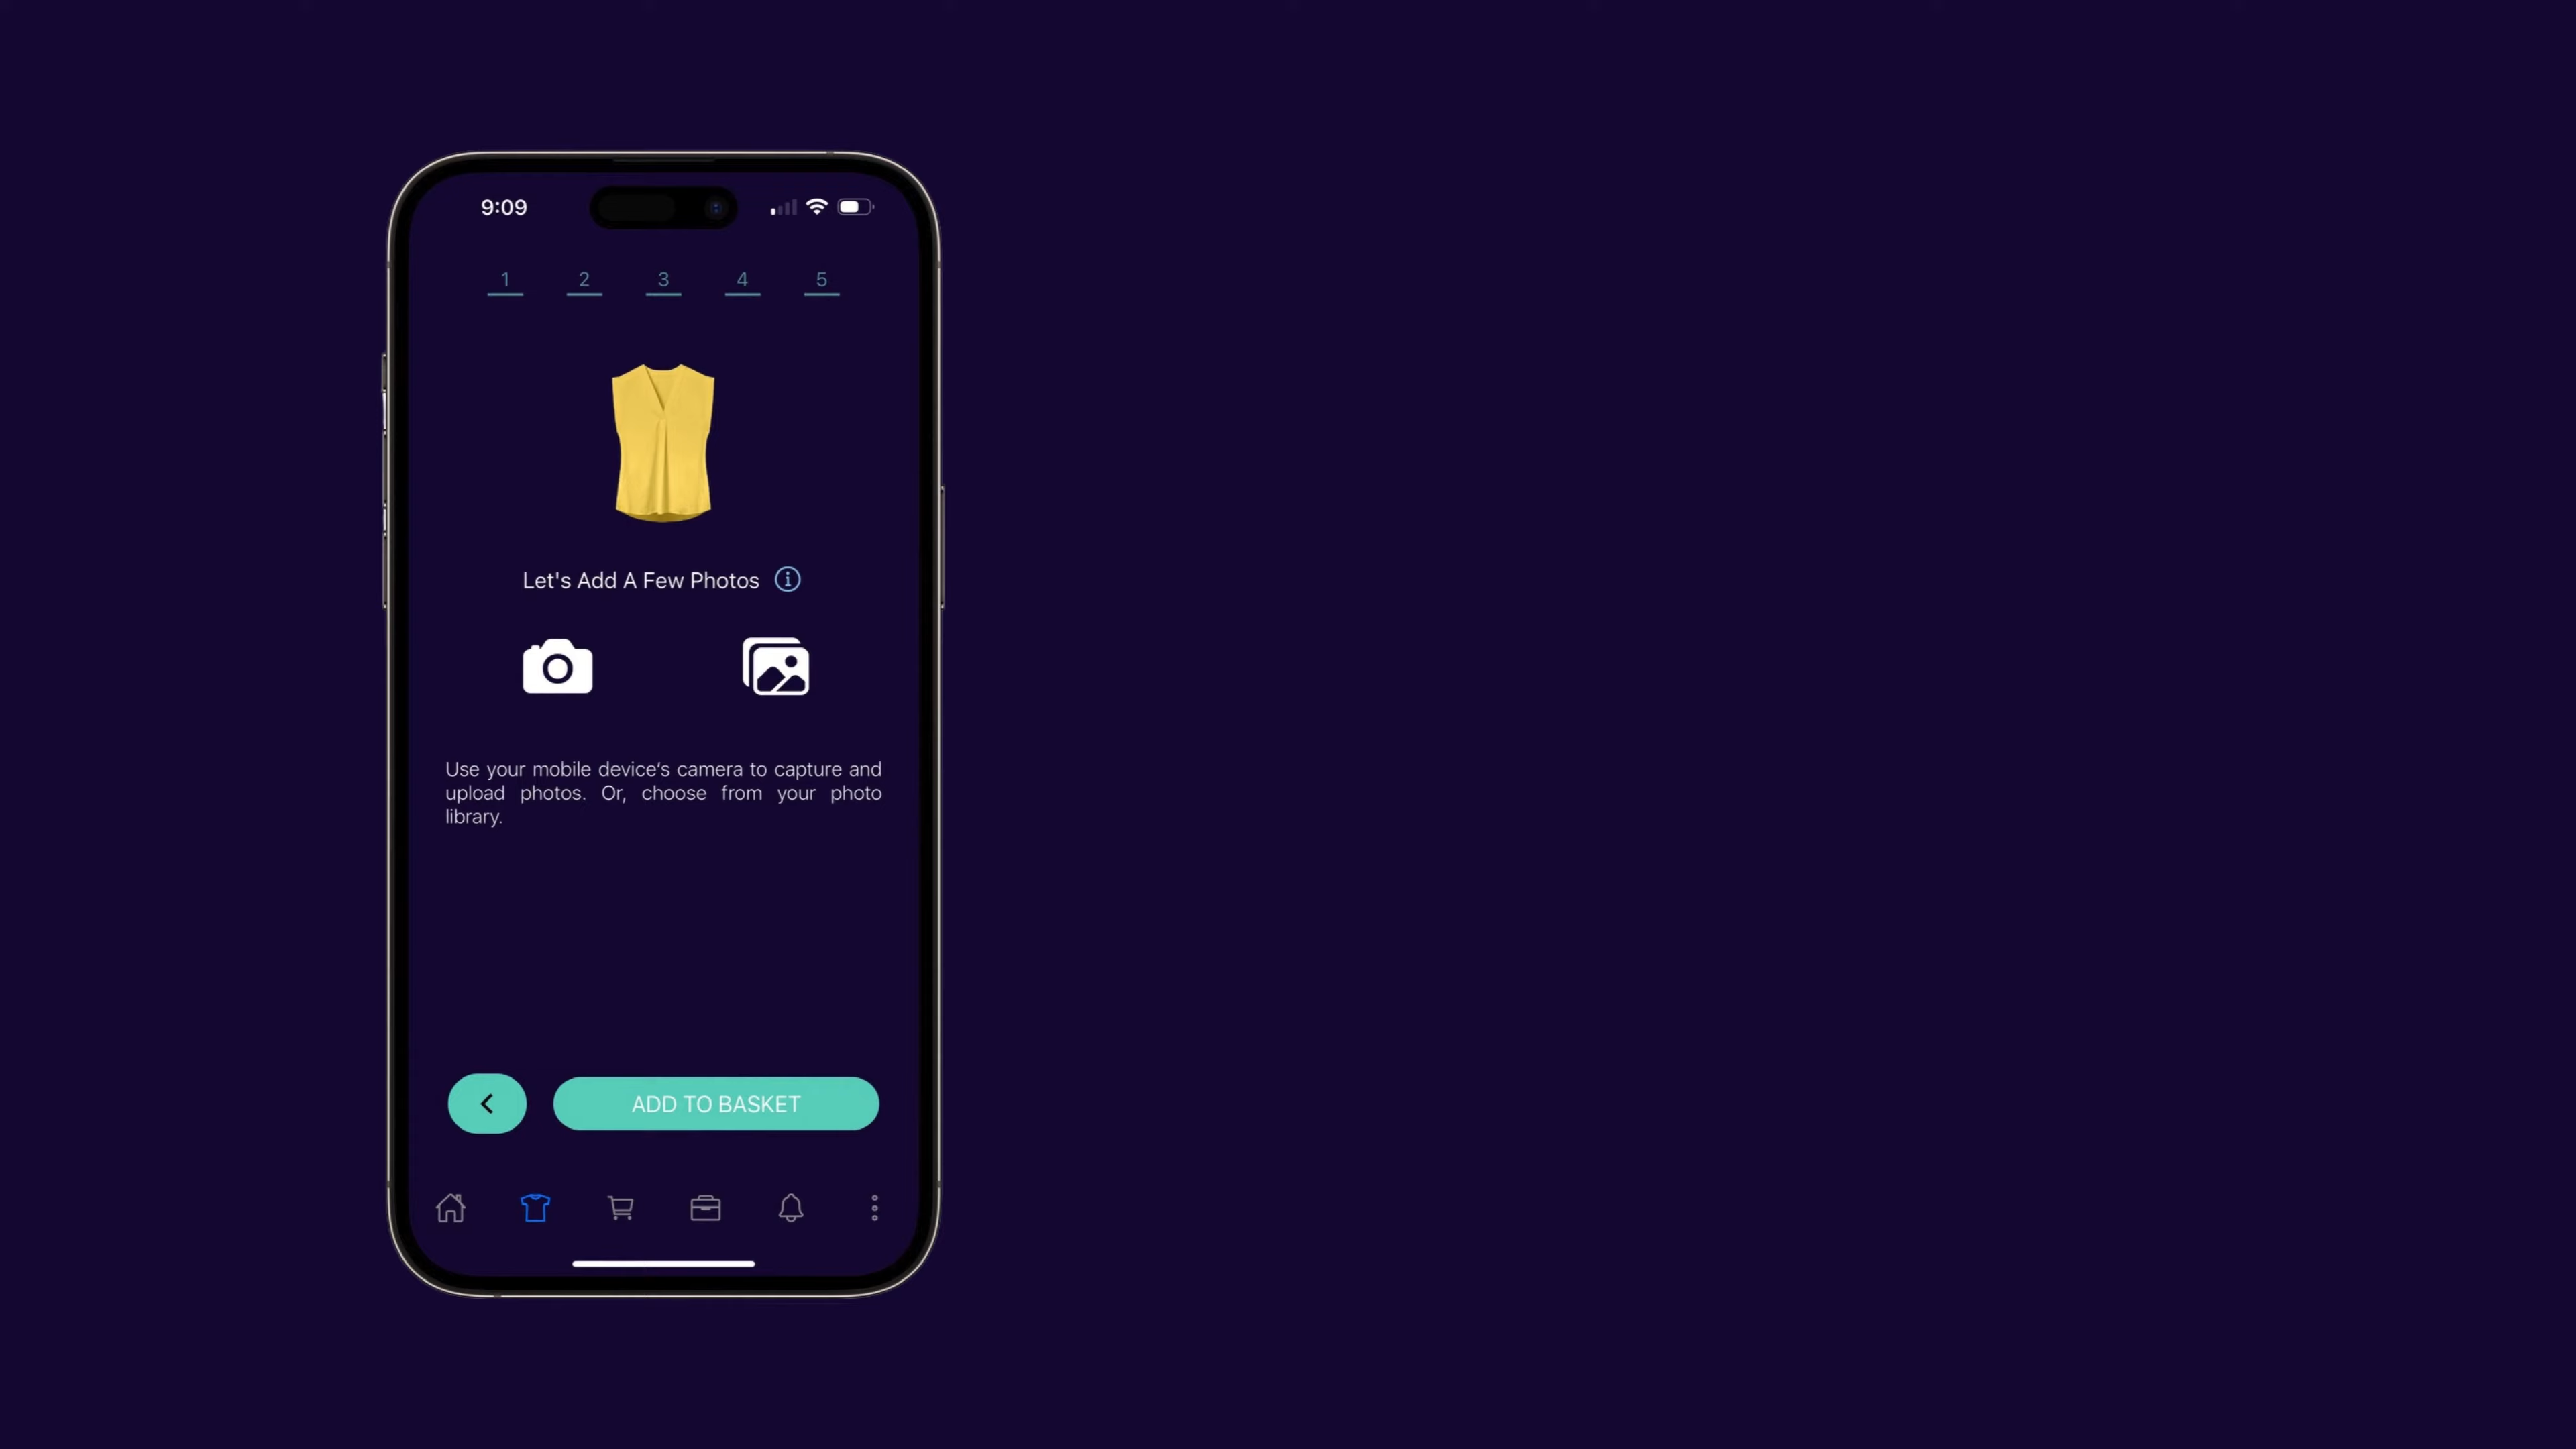 9:09
1 2 3 4 5
Let's Add A Few Photos
Use your mobile device's camera to capture and
upload photos. Or, choose from your photo
library.
ADD TO BASKET